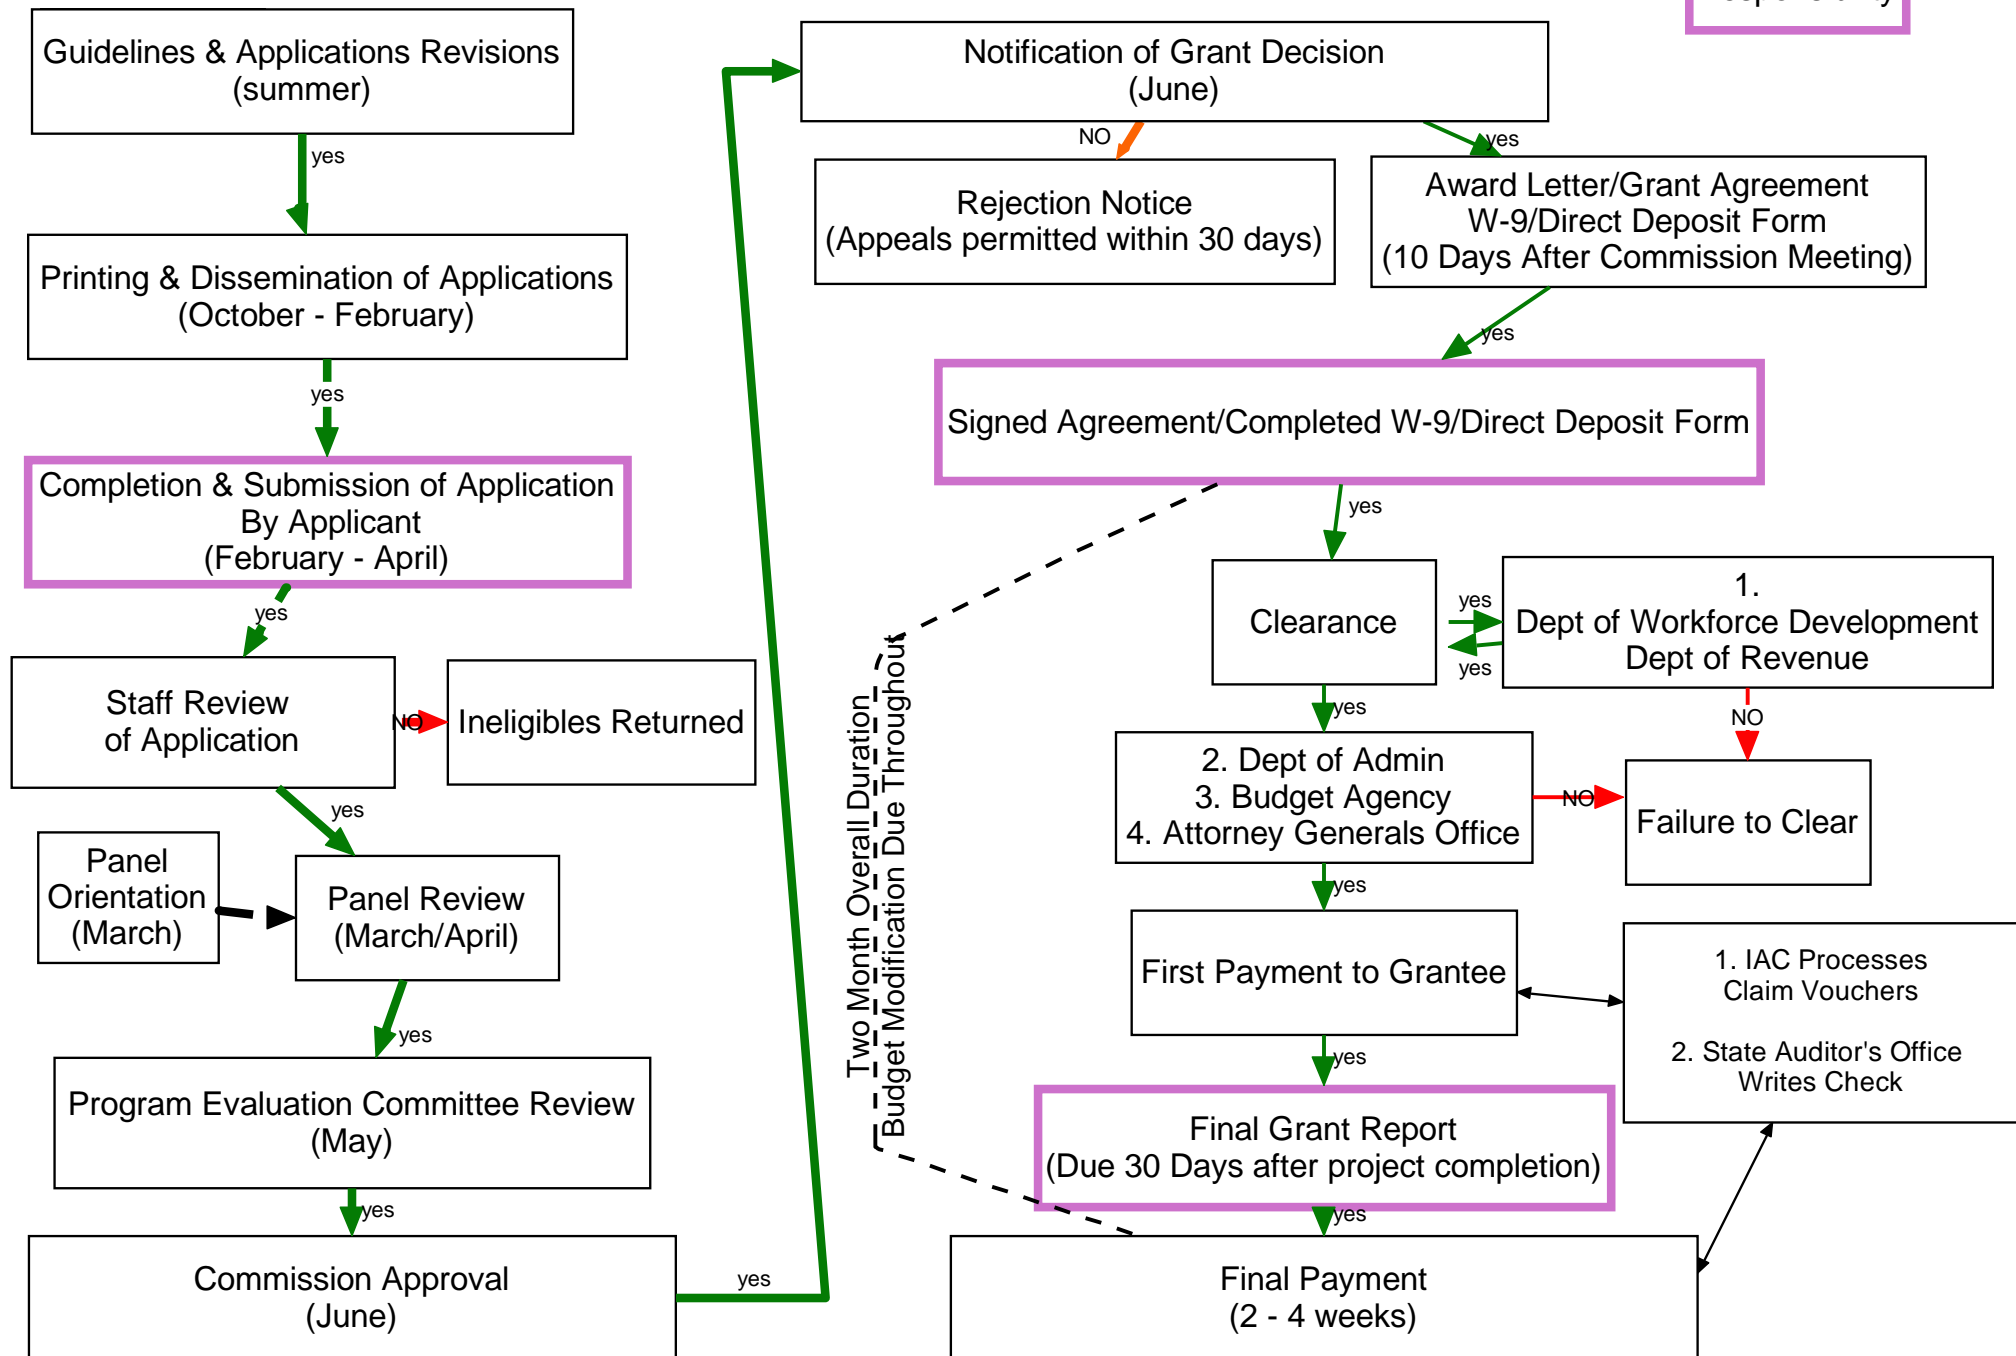 Guidelines & Applications Revisions
(summer)
yes
Printing & Dissemination of Applications
(October - February)
yes
Completion & Submission of Application
By Applicant
(February - April)
yes
Staff Review
of Application
NO
Ineligibles Returned
yes
Panel
Orientation
(March)
Panel Review
(March/April)
yes
Program Evaluation Committee Review
(May)
yes
Commission Approval
(June)
yes
Notification of Grant Decision
(June)
NO
yes
Rejection Notice
(Appeals permitted within 30 days)
Award Letter/Grant Agreement
W-9/Direct Deposit Form
(10 Days After Commission Meeting)
yes
Signed Agreement/Completed W-9/Direct Deposit Form
yes
Clearance
yes
yes
1.
Dept of Workforce Development
Dept of Revenue
yes
NO
2. Dept of Admin
3. Budget Agency
4. Attorney Generals Office
NO
Failure to Clear
yes
First Payment to Grantee
1. IAC Processes
Claim Vouchers
2. State Auditor's Office
Writes Check
yes
Final Grant Report
(Due 30 Days after project completion)
yes
Final Payment
(2 - 4 weeks)
Two Month Overall Duration
Budget Modification Due Throughout